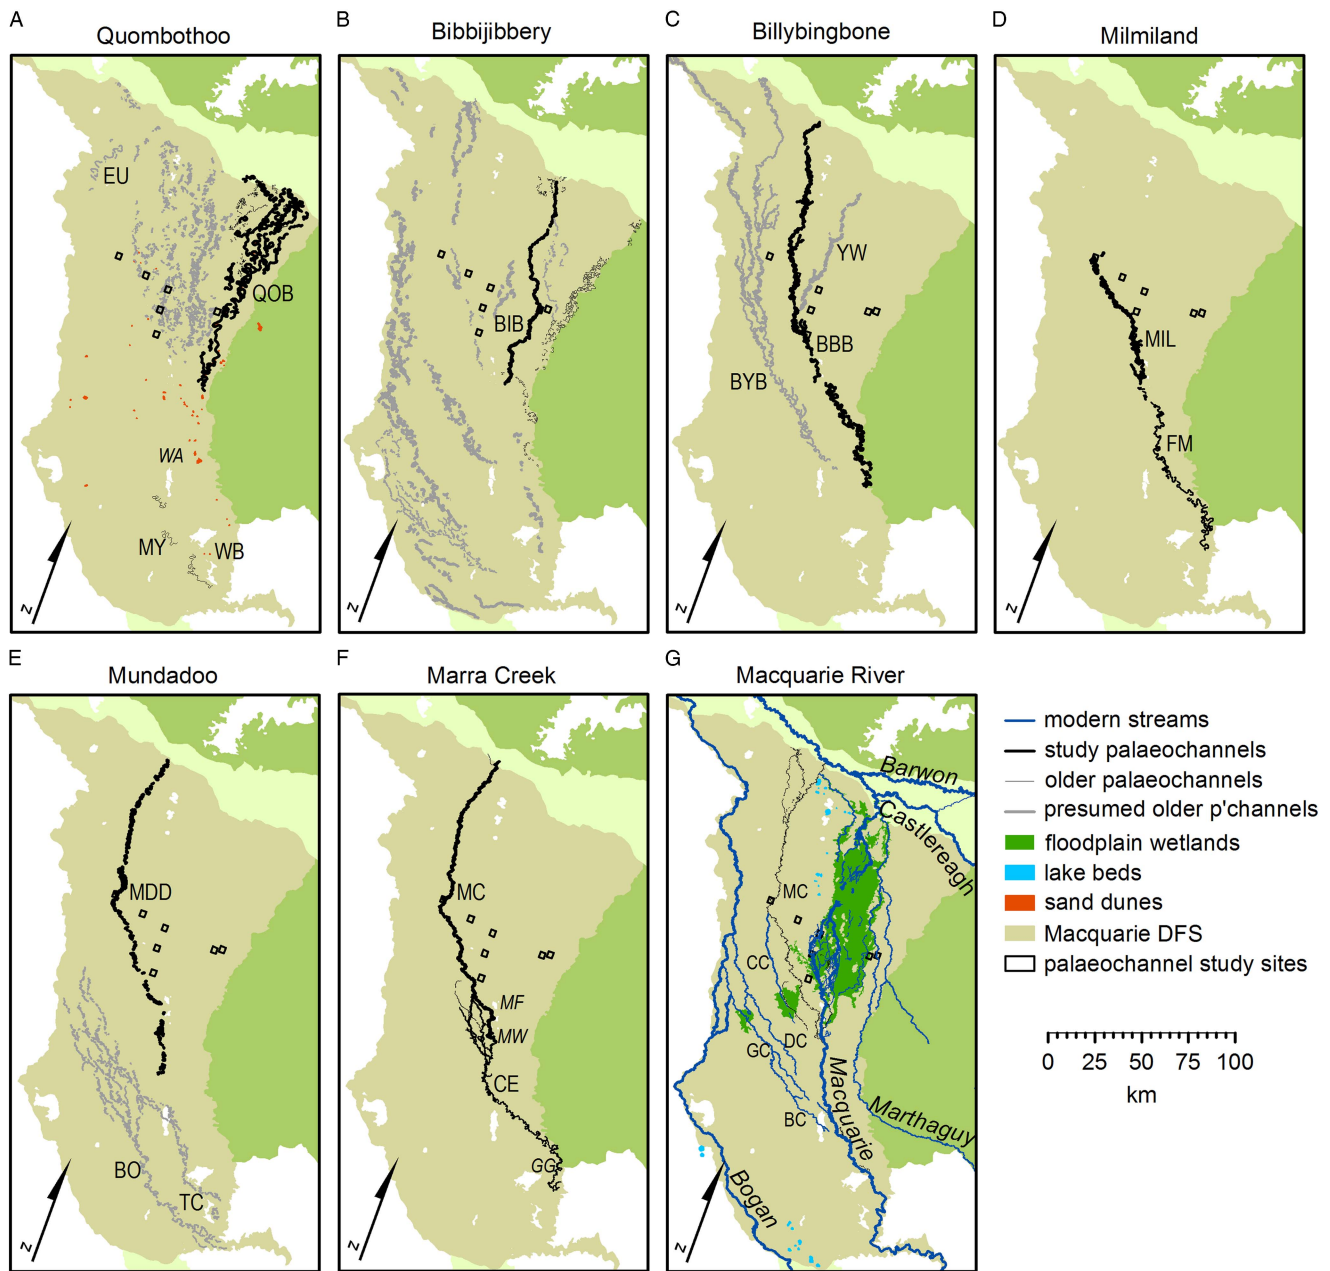 A
Quombothoo
EU
QOB
WA
MY
WB
N
B
Bibbijibbery
BIB
N
C
Billybingbone
YW
BBB
BYB
N
D
Milmiland
MIL
FM
N
E
Mundadoo
MDD
BO
TC
N
F
Marra Creek
MC
MF
MW
CE
GG
N
G
Macquarie River
Barwon
Castlereagh
MC
CC
DC
GC
BC
Macquarie
Marthaguy
Bogan
N
modern streams
study palaeochannels
older palaeochannels
presumed older p'channels
floodplain wetlands
lake beds
sand dunes
Macquarie DFS
palaeochannel study sites
0 25 50 75 100
km